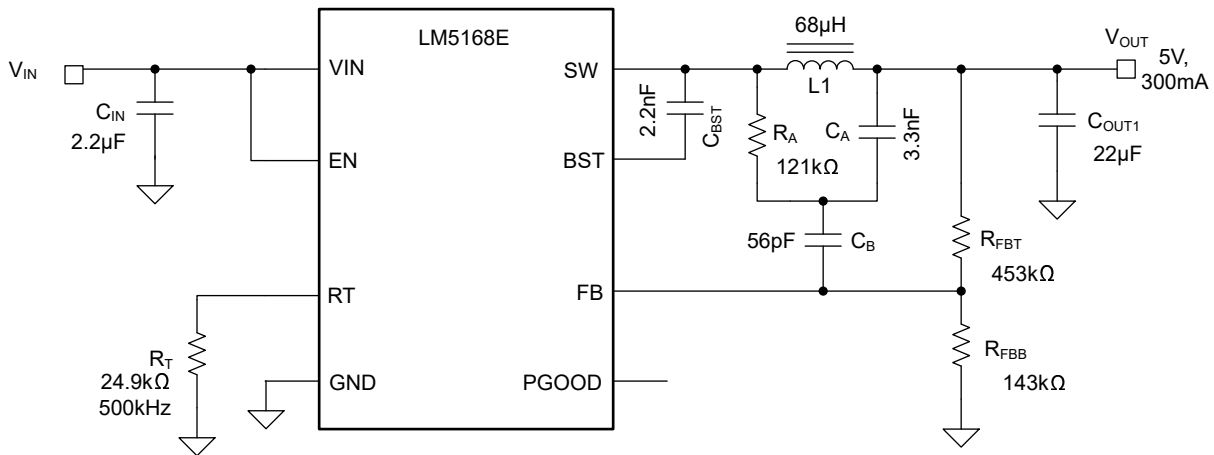 LM5168E
68µH
V_OUT
5V,
300mA
V_IN
VIN
SW
L1
C_IN
2.2µF
2.2nF
C_BST
R_A
121kΩ
C_A
3.3nF
C_OUT1
22µF
EN
BST
56pF
C_B
R_FBT
453kΩ
RT
FB
R_T
24.9kΩ
500kHz
GND
PGOOD
R_FBB
143kΩ